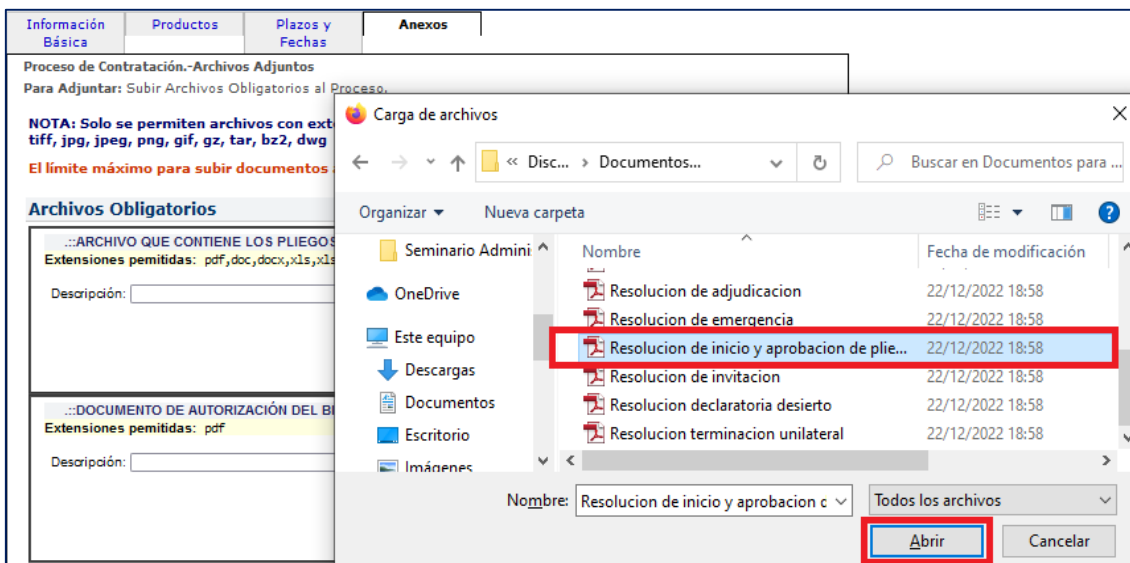 Información Básica
Productos
Plazos y Fechas
Anexos
Proceso de Contratación.-Archivos Adjuntos
Para Adjuntar: Subir Archivos Obligatorios al Proceso.
NOTA: Solo se permiten archivos con ext
tiff, jpg, jpeg, png, gif, gz, tar, bz2, dwg
El límite máximo para subir documentos
Archivos Obligatorios
.::ARCHIVO QUE CONTIENE LOS PLIEGOS
Extensiones pemitidas: pdf,doc,docx,xls,xls
Descripción:
.::DOCUMENTO DE AUTORIZACIÓN DEL
Extensiones pemitidas: pdf
Descripción:
Carga de archivos
« Disc... › Documentos...
Buscar en Documentos para ...
Organizar
Nueva carpeta
Seminario Admini
OneDrive
Este equipo
Descargas
Documentos
Escritorio
Imágenes
Nombre
Fecha de modificación
Resolucion de adjudicacion 22/12/2022 18:58
Resolucion de emergencia 22/12/2022 18:58
Resolucion de inicio y aprobacion de plie... 22/12/2022 18:58
Resolucion de invitacion 22/12/2022 18:58
Resolucion declaratoria desierto 22/12/2022 18:58
Resolucion terminacion unilateral 22/12/2022 18:58
Nombre: Resolucion de inicio y aprobacion
Todos los archivos
Abrir
Cancelar